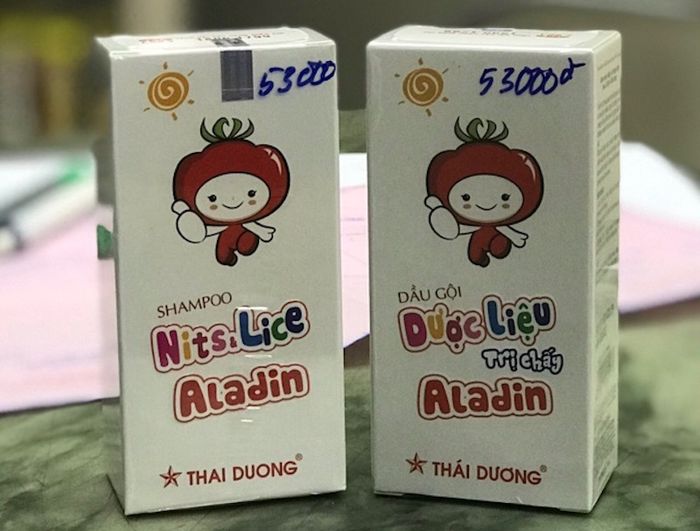 53000
SHAMPOO
Nits & Lice
Aladin
THAI DUONG®
53000đ
DẦU GỘI
Dược Liệu
Trị chấy
Aladin
THÁI DƯƠNG®